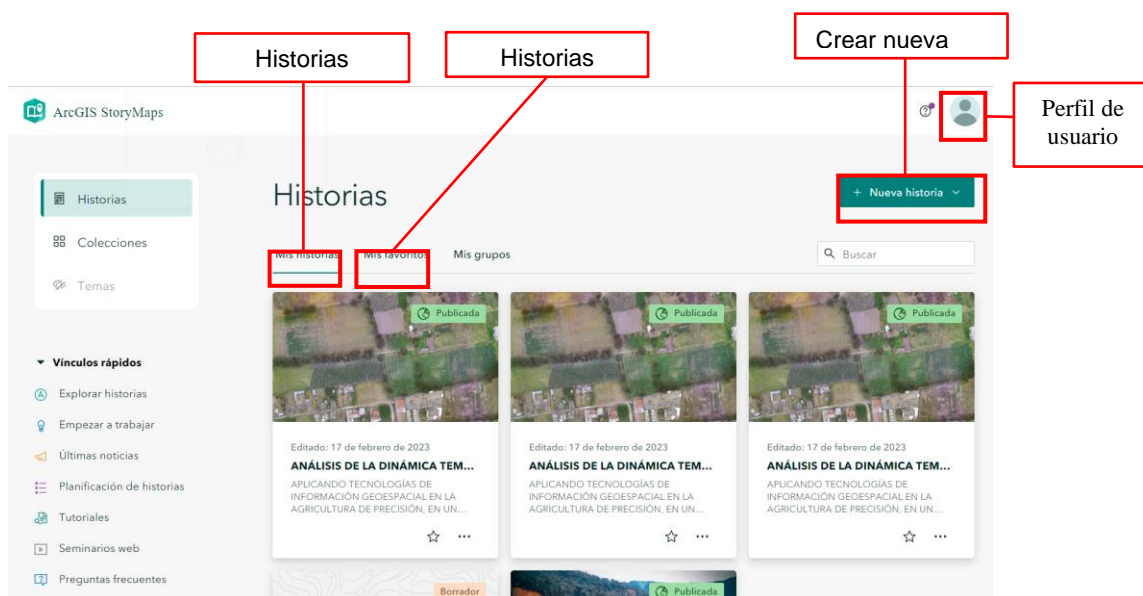 Historias
Historias
Crear nueva
Perfil de
usuario
ArcGIS StoryMaps
Historias
Colecciones
Temas
Vínculos rápidos
Explorar historias
Empezar a trabajar
Últimas noticias
Planificación de historias
Tutoriales
Seminarios web
Preguntas frecuentes
Historias
+ Nueva historia
Mis historias
Mis favoritos
Mis grupos
Buscar
Publicada
Editado: 17 de febrero de 2023
ANÁLISIS DE LA DINÁMICA TEM...
APLICANDO TECNOLOGÍAS DE
INFORMACIÓN GEOESPACIAL EN LA
AGRICULTURA DE PRECISIÓN, EN UN...
Publicada
Editado: 17 de febrero de 2023
ANÁLISIS DE LA DINÁMICA TEM...
APLICANDO TECNOLOGÍAS DE
INFORMACIÓN GEOESPACIAL EN LA
AGRICULTURA DE PRECISIÓN, EN UN...
Publicada
Editado: 17 de febrero de 2023
ANÁLISIS DE LA DINÁMICA TEM...
APLICANDO TECNOLOGÍAS DE
INFORMACIÓN GEOESPACIAL EN LA
AGRICULTURA DE PRECISIÓN, EN UN...
Borrador
Publicada